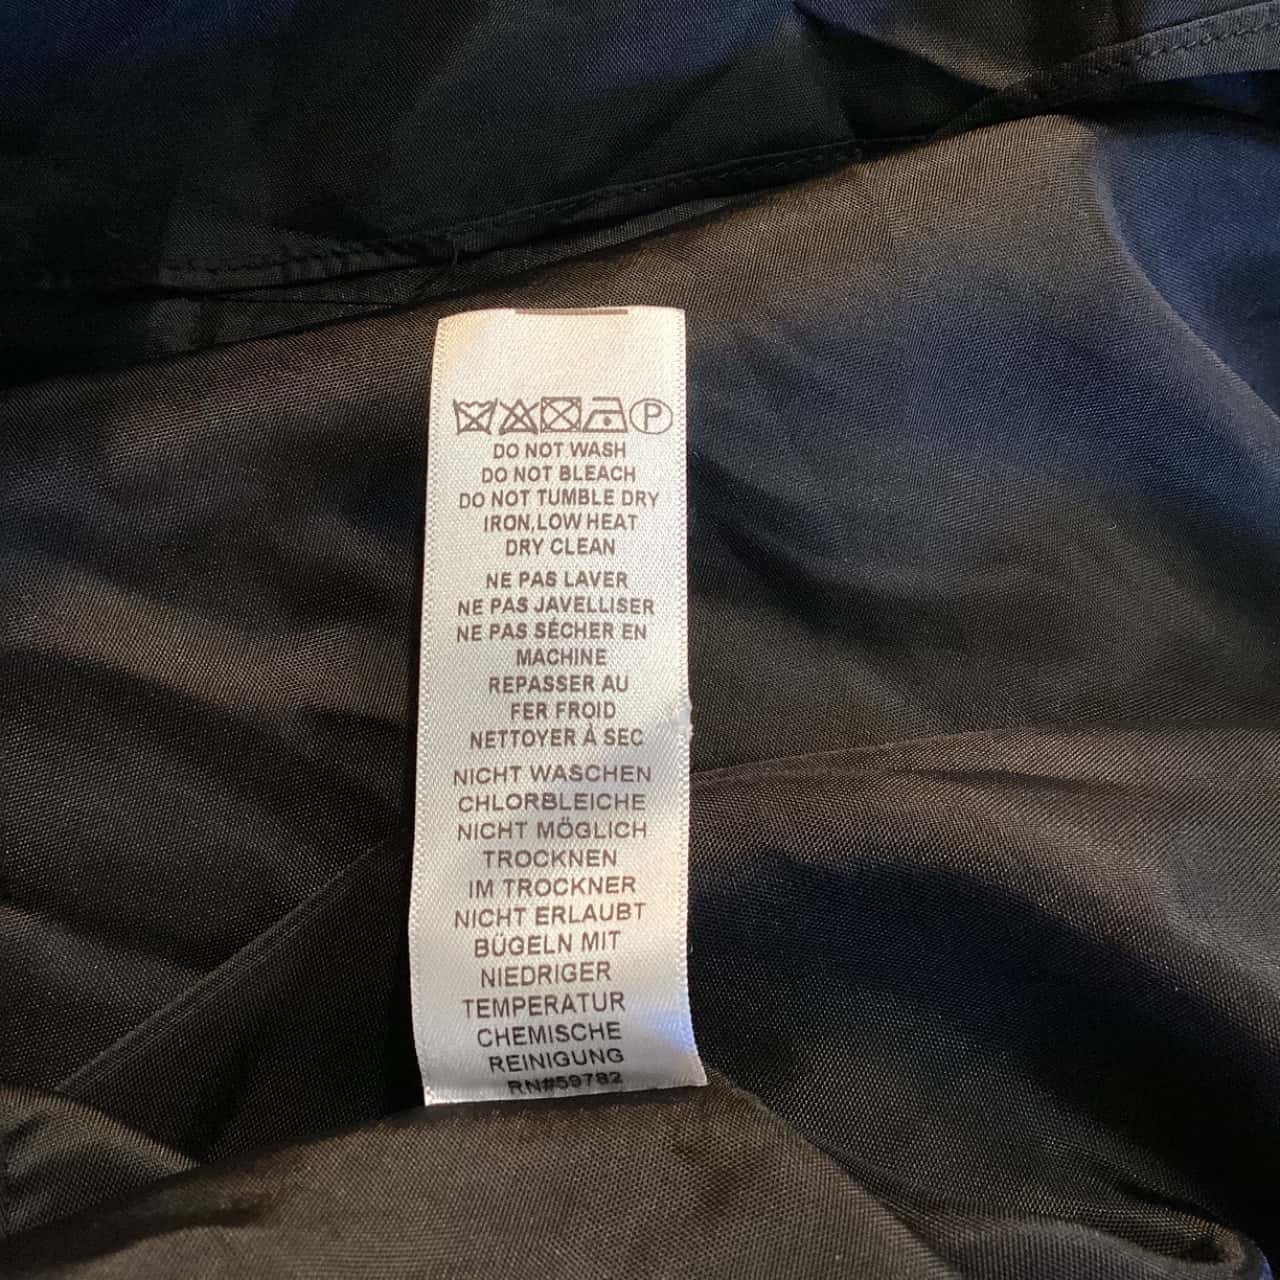 P
DO NOT WASH
DO NOT BLEACH
DO NOT TUMBLE DRY
IRON,LOW HEAT
DRY CLEAN
NE PAS LAVER
NE PAS JAVELLISER
NE PAS SÉCHER EN
MACHINE
REPASSER AU
FER FROID
NETTOYER À SEC
NICHT WASCHEN
CHLORBLEICHE
NICHT MÖGLICH
TROCKNEN
IM TROCKNER
NICHT ERLAUBT
BÜGELN MIT
NIEDRIGER
TEMPERATUR
CHEMISCHE
REINIGUNG
RN#59782